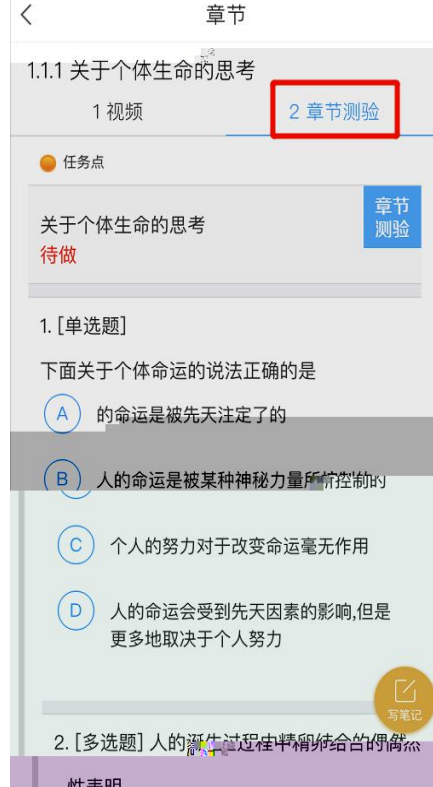 章节
1.1.1 关于个体生命的思考
1 视频
2 章节测验
任务点
关于个体生命的思考
章节
测验
待做
1. [单选题]
下面关于个体命运的说法正确的是
A 的命运是被先天注定了的
B 人的命运是被某种神秘力量所控制的
C 个人的努力对于改变命运毫无作用
D 人的命运会受到先天因素的影响,但是
更多地取决于个人努力
写笔记
2. [多选题] 人的诞生过程中精卵结合的偶然
性表明